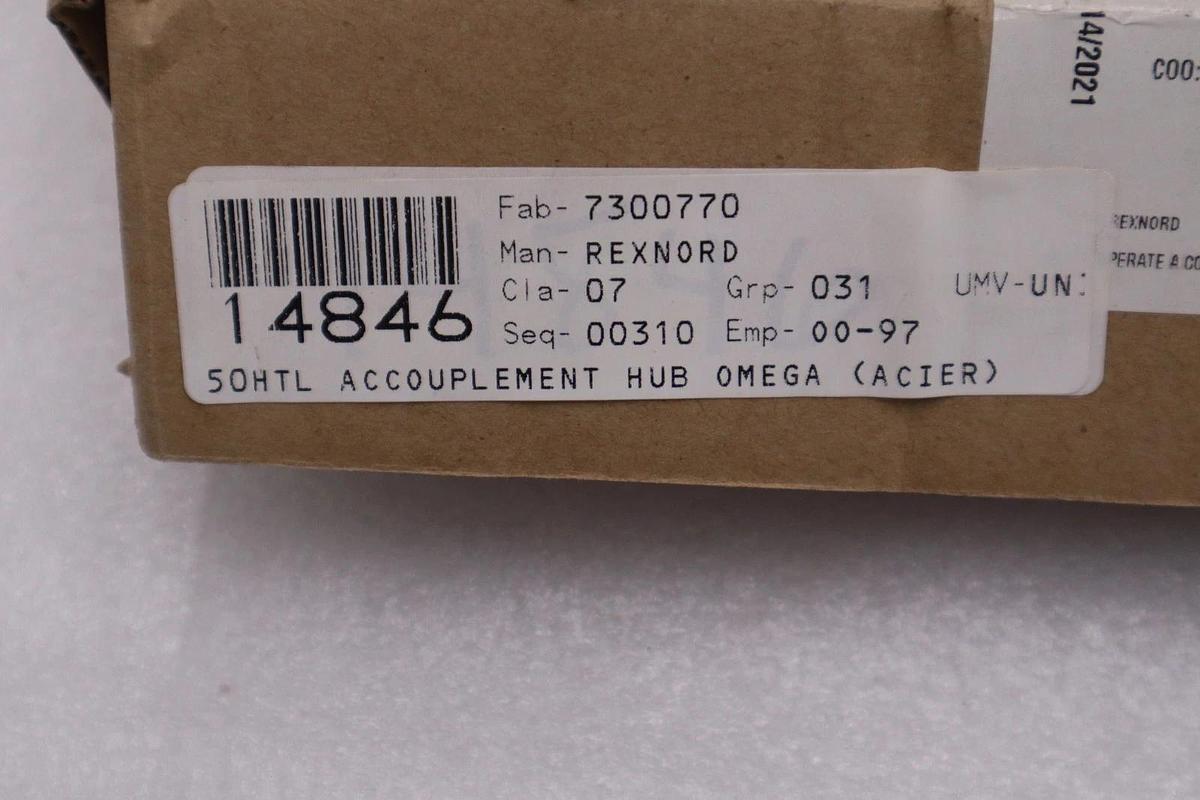 Fab- 7300770
Man- REXNORD
Cla- 07 Grp- 031 UMV-UN
14846
Seq- 00310 Emp- 00-97
50HTL ACCOUPLEMENT HUB OMEGA (ACIER)
14/2021
COO:
REXNORD
PERATE A CO